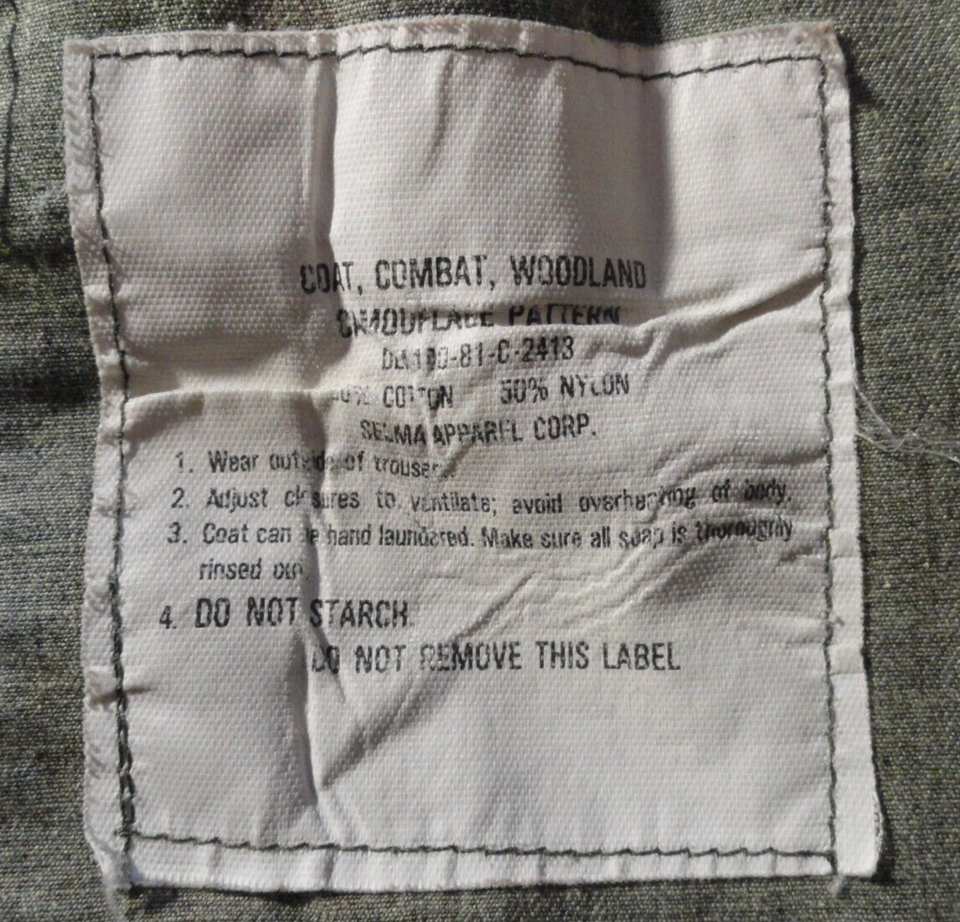 COAT, COMBAT, WOODLAND
CAMOUFLAGE PATTERN
DLA100-81-C-2413
50% COTTON 50% NYLON
SELMA APPAREL CORP.
1. Wear outside of trousers.
2. Adjust closures to ventilate; avoid overheating of body.
3. Coat can be hand laundered. Make sure all soap is thoroughly
rinsed out.
4. DO NOT STARCH.
DO NOT REMOVE THIS LABEL